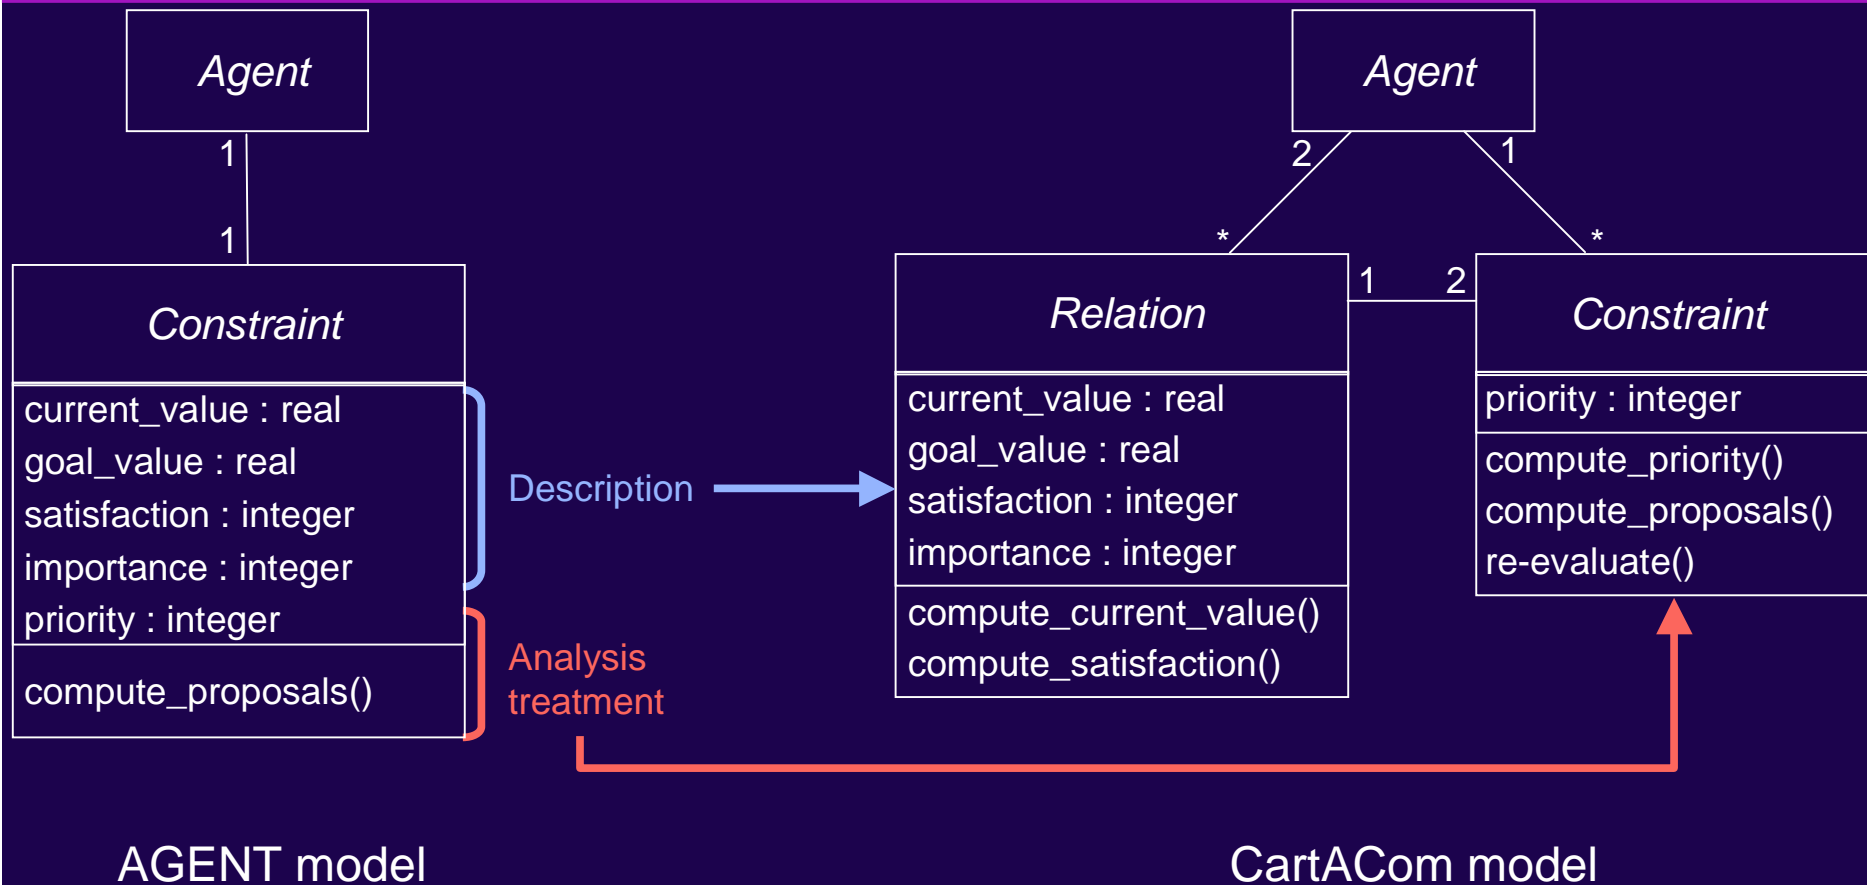 Agent
1
1
Constraint
current_value : real
goal_value : real
satisfaction : integer
importance : integer
priority : integer
compute_proposals()
Description
Analysis
treatment
AGENT model
Agent
2
1
*
*
Relation
1
2
Constraint
current_value : real
goal_value : real
satisfaction : integer
importance : integer
compute_current_value()
compute_satisfaction()
priority : integer
compute_priority()
compute_proposals()
re-evaluate()
CartACom model